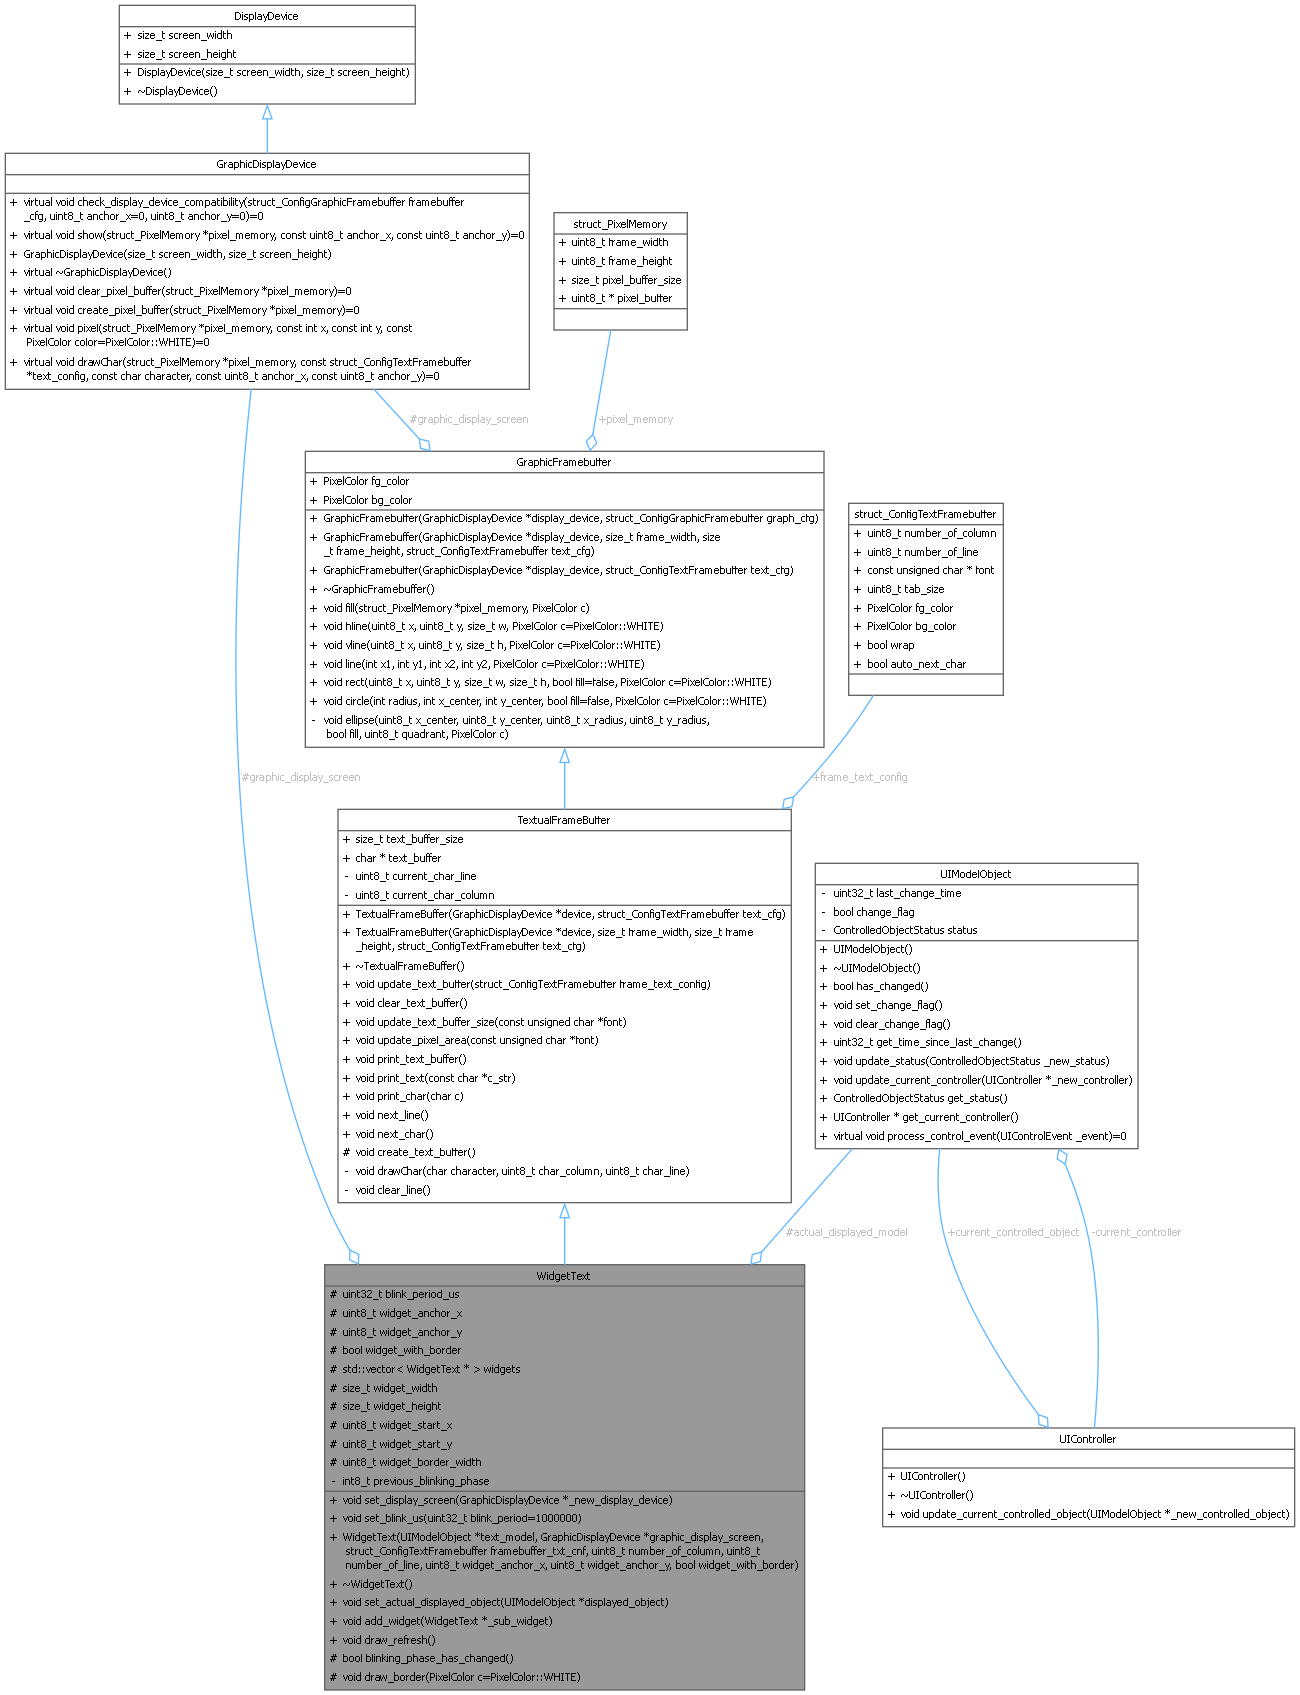 DisplayDevice
+ size_t screen_width
+ size_t screen_height
+ DisplayDevice(size_t screen_width, size_t screen_height)
+ ~DisplayDevice()
GraphicDisplayDevice
+ virtual void check_display_device_compatibility(struct_ConfigGraphicFramebuffer framebuffer
_cfg, uint8_t anchor_x=0, uint8_t anchor_y=0)=0
+ virtual void show(struct_PixelMemory *pixel_memory, const uint8_t anchor_x, const uint8_t anchor_y)=0
+ GraphicDisplayDevice(size_t screen_width, size_t screen_height)
+ virtual ~GraphicDisplayDevice()
+ virtual void clear_pixel_buffer(struct_PixelMemory *pixel_memory)=0
+ virtual void create_pixel_buffer(struct_PixelMemory *pixel_memory)=0
+ virtual void pixel(struct_PixelMemory *pixel_memory, const int x, const int y, const
PixelColor color=PixelColor::WHITE)=0
+ virtual void drawChar(struct_PixelMemory *pixel_memory, const struct_ConfigTextFramebuffer
*text_config, const char character, const uint8_t anchor_x, const uint8_t anchor_y)=0
struct_PixelMemory
+ uint8_t frame_width
+ uint8_t frame_height
+ size_t pixel_buffer_size
+ uint8_t * pixel_buffer
#graphic_display_screen
+pixel_memory
GraphicFramebuffer
+ PixelColor fg_color
+ PixelColor bg_color
+ GraphicFramebuffer(GraphicDisplayDevice *display_device, struct_ConfigGraphicFramebuffer graph_cfg)
+ GraphicFramebuffer(GraphicDisplayDevice *display_device, size_t frame_width, size
_t frame_height, struct_ConfigTextFramebuffer text_cfg)
+ GraphicFramebuffer(GraphicDisplayDevice *display_device, struct_ConfigTextFramebuffer text_cfg)
+ ~GraphicFramebuffer()
+ void fill(struct_PixelMemory *pixel_memory, PixelColor c)
+ void hline(uint8_t x, uint8_t y, size_t w, PixelColor c=PixelColor::WHITE)
+ void vline(uint8_t x, uint8_t y, size_t h, PixelColor c=PixelColor::WHITE)
+ void line(int x1, int y1, int x2, int y2, PixelColor c=PixelColor::WHITE)
+ void rect(uint8_t x, uint8_t y, size_t w, size_t h, bool fill=false, PixelColor c=PixelColor::WHITE)
+ void circle(int radius, int x_center, int y_center, bool fill=false, PixelColor c=PixelColor::WHITE)
- void ellipse(uint8_t x_center, uint8_t y_center, uint8_t x_radius, uint8_t y_radius,
bool fill, uint8_t quadrant, PixelColor c)
struct_ConfigTextFramebuffer
+ uint8_t number_of_column
+ uint8_t number_of_line
+ const unsigned char * font
+ uint8_t tab_size
+ PixelColor fg_color
+ PixelColor bg_color
+ bool wrap
+ bool auto_next_char
#graphic_display_screen
+frame_text_config
TextualFrameBuffer
+ size_t text_buffer_size
+ char * text_buffer
- uint8_t current_char_line
- uint8_t current_char_column
+ TextualFrameBuffer(GraphicDisplayDevice *device, struct_ConfigTextFramebuffer text_cfg)
+ TextualFrameBuffer(GraphicDisplayDevice *device, size_t frame_width, size_t frame
_height, struct_ConfigTextFramebuffer text_cfg)
+ ~TextualFrameBuffer()
+ void update_text_buffer(struct_ConfigTextFramebuffer frame_text_config)
+ void clear_text_buffer()
+ void update_text_buffer_size(const unsigned char *font)
+ void update_pixel_area(const unsigned char *font)
+ void print_text_buffer()
+ void print_text(const char *c_str)
+ void print_char(char c)
+ void next_line()
+ void next_char()
# void create_text_buffer()
- void drawChar(char character, uint8_t char_column, uint8_t char_line)
- void clear_line()
UIModelObject
- uint32_t last_change_time
- bool change_flag
- ControlledObjectStatus status
+ UIModelObject()
+ ~UIModelObject()
+ bool has_changed()
+ void set_change_flag()
+ void clear_change_flag()
+ uint32_t get_time_since_last_change()
+ void update_status(ControlledObjectStatus _new_status)
+ void update_current_controller(UIController *_new_controller)
+ ControlledObjectStatus get_status()
+ UIController * get_current_controller()
+ virtual void process_control_event(UIControlEvent _event)=0
#actual_displayed_model
+current_controlled_object
-current_controller
WidgetText
# uint32_t blink_period_us
# uint8_t widget_anchor_x
# uint8_t widget_anchor_y
# bool widget_with_border
# std::vector< WidgetText * > widgets
# size_t widget_width
# size_t widget_height
# uint8_t widget_start_x
# uint8_t widget_start_y
# uint8_t widget_border_width
- int8_t previous_blinking_phase
+ void set_display_screen(GraphicDisplayDevice *_new_display_device)
+ void set_blink_us(uint32_t blink_period=1000000)
+ WidgetText(UIModelObject *text_model, GraphicDisplayDevice *graphic_display_screen,
struct_ConfigTextFramebuffer framebuffer_txt_cnf, uint8_t number_of_column, uint8_t
number_of_line, uint8_t widget_anchor_x, uint8_t widget_anchor_y, bool widget_with_border)
+ ~WidgetText()
+ void set_actual_displayed_object(UIModelObject *displayed_object)
+ void add_widget(WidgetText *_sub_widget)
+ void draw_refresh()
# bool blinking_phase_has_changed()
# void draw_border(PixelColor c=PixelColor::WHITE)
UIController
+ UIController()
+ ~UIController()
+ void update_current_controlled_object(UIModelObject *_new_controlled_object)